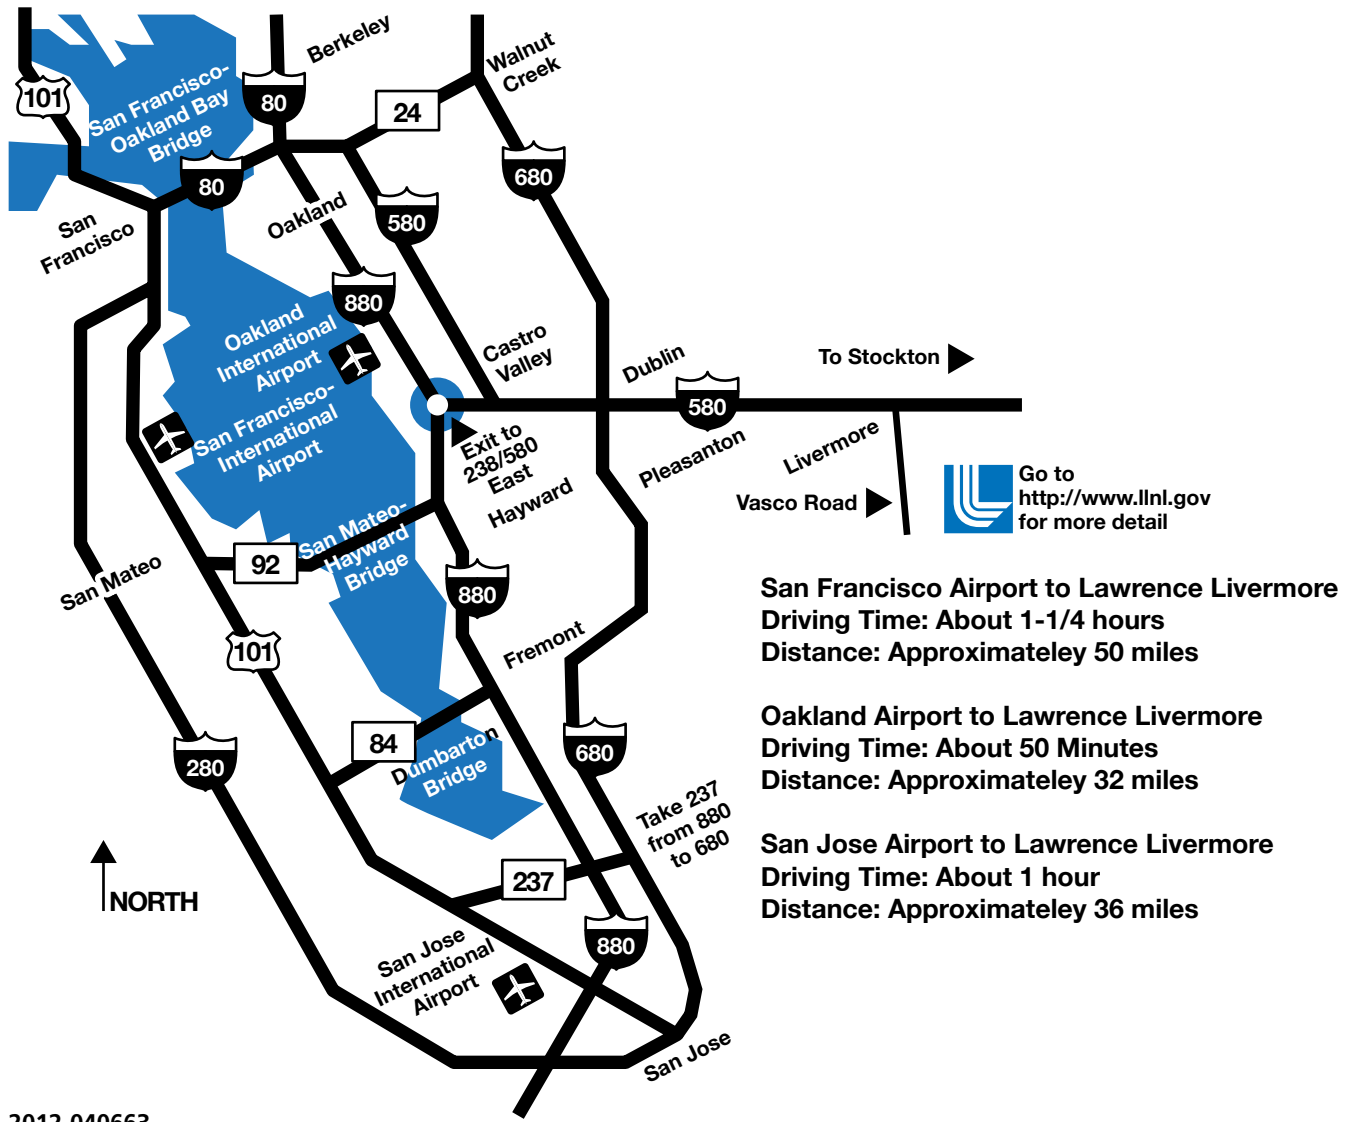 Berkeley
Walnut
Creek
101
San Francisco-
Oakland Bay
Bridge
80
24
80
680
San
Francisco
Oakland
580
880
Oakland
International
Airport
Castro
Valley
Dublin
To Stockton
580
San Francisco-
International
Airport
Exit to
238/580
East
Hayward
Pleasanton
Livermore
Vasco Road
Go to
http://www.llnl.gov
for more detail
San Mateo-
Hayward
Bridge
92
San Mateo
880
101
Fremont
San Francisco Airport to Lawrence Livermore
Driving Time: About 1-1/4 hours
Distance: Approximateley 50 miles
Oakland Airport to Lawrence Livermore
Driving Time: About 50 Minutes
Distance: Approximateley 32 miles
San Jose Airport to Lawrence Livermore
Driving Time: About 1 hour
Distance: Approximateley 36 miles
84
Dumbarton
Bridge
280
680
Take 237
from 880
to 680
237
NORTH
880
San Jose
International
Airport
San Jose
2012-040663